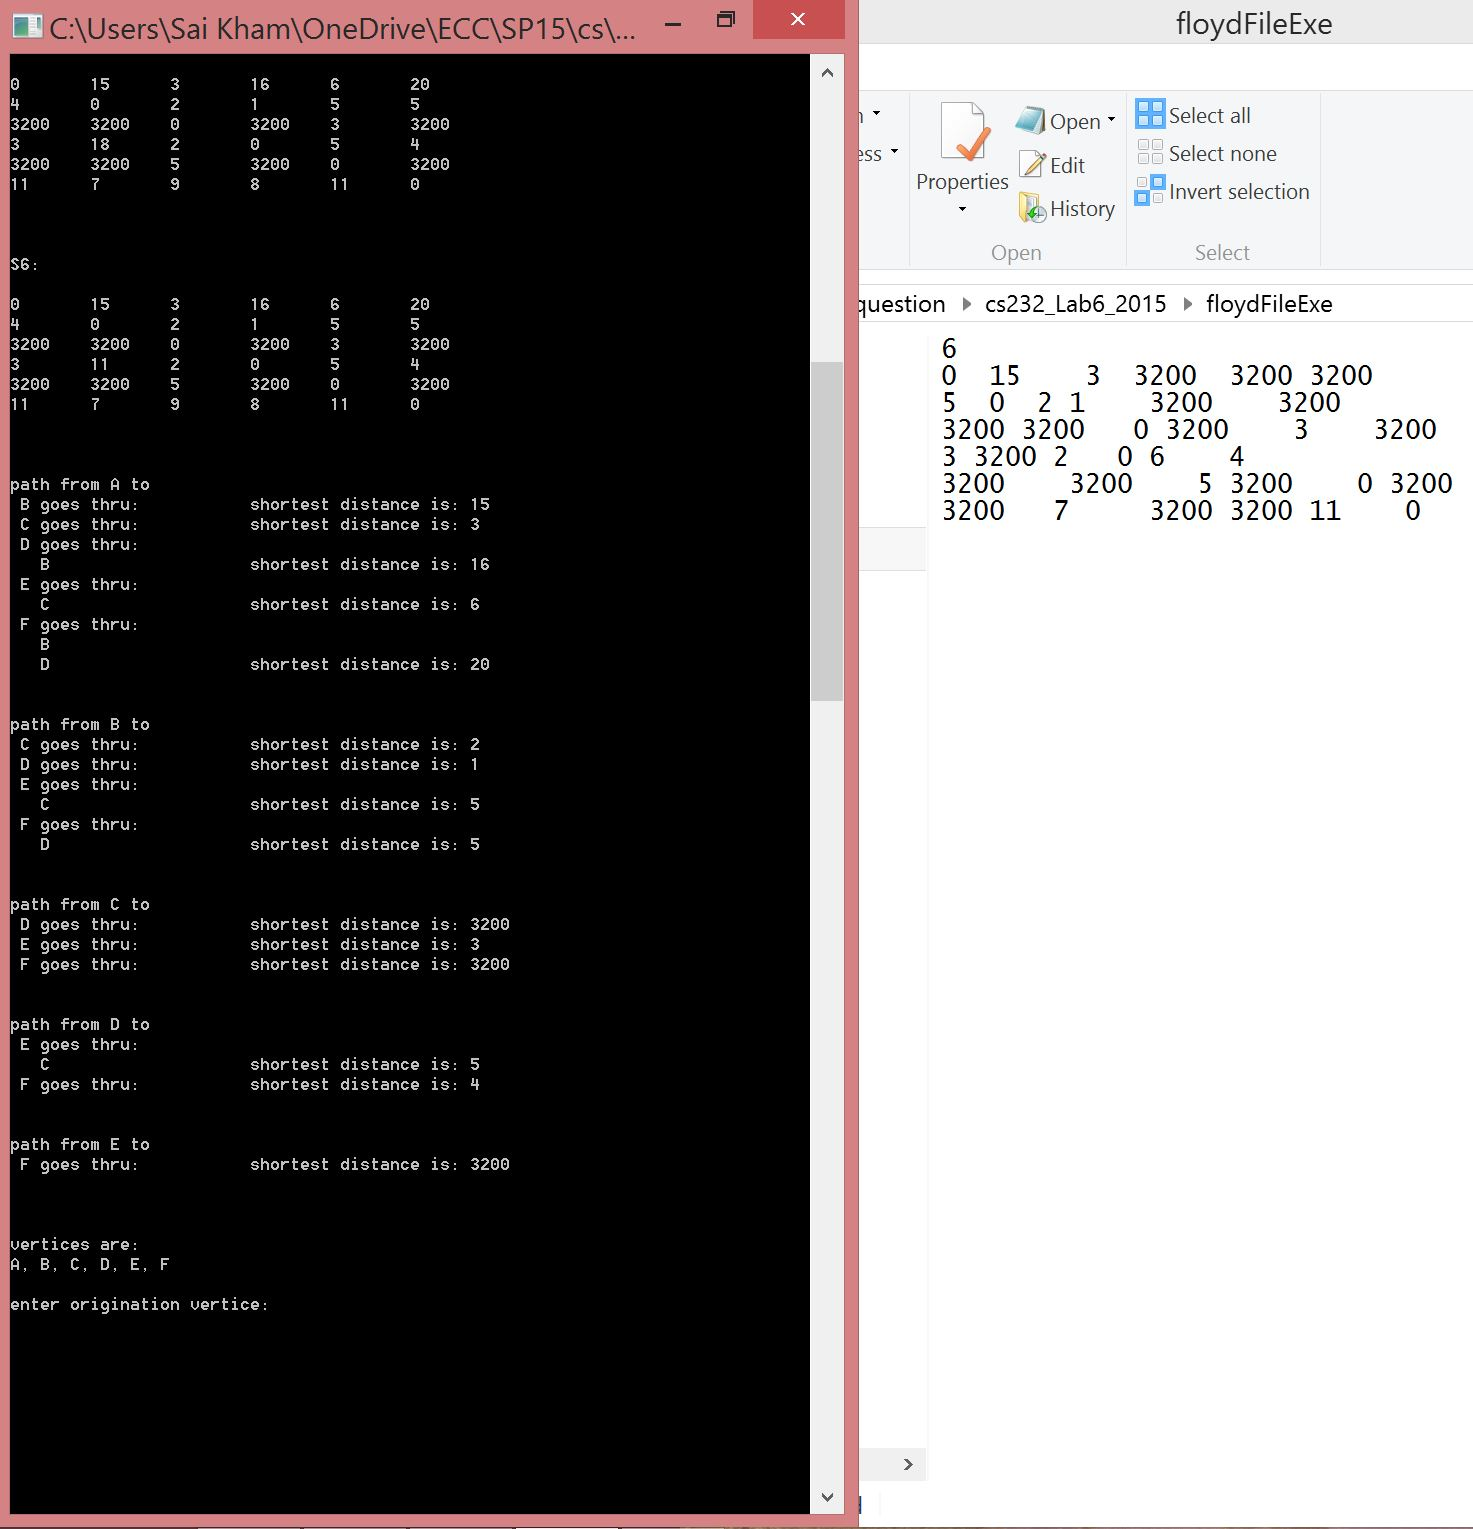 C:\Users\Sai Kham\OneDrive\ECC\SP15\cs\...
0 15 3 16 6 20
4 0 2 1 5 5
3200 3200 0 3200 3 3200
3 18 2 0 5 4
3200 3200 5 3200 0 3200
11 7 9 8 11 0
S6:
0 15 3 16 6 20
4 0 2 1 5 5
3200 3200 0 3200 3 3200
3 11 2 0 5 4
3200 3200 5 3200 0 3200
11 7 9 8 11 0
path from A to
B goes thru: shortest distance is: 15
C goes thru: shortest distance is: 3
D goes thru:
B shortest distance is: 16
E goes thru:
C shortest distance is: 6
F goes thru:
B
D shortest distance is: 20
path from B to
C goes thru: shortest distance is: 2
D goes thru: shortest distance is: 1
E goes thru:
C shortest distance is: 5
F goes thru:
D shortest distance is: 5
path from C to
D goes thru: shortest distance is: 3200
E goes thru: shortest distance is: 3
F goes thru: shortest distance is: 3200
path from D to
E goes thru:
C shortest distance is: 5
F goes thru: shortest distance is: 4
path from E to
F goes thru: shortest distance is: 3200
vertices are:
A, B, C, D, E, F
enter origination vertice:
floydFileExe
Properties
Open
Edit
History
Open
Select all
Select none
Invert selection
Select
question cs232_Lab6_2015 floydFileExe
6
0 15 3 3200 3200 3200
5 0 2 1 3200 3200
3200 3200 0 3200 3 3200
3 3200 2 0 6 4
3200 3200 5 3200 0 3200
3200 7 3200 3200 11 0